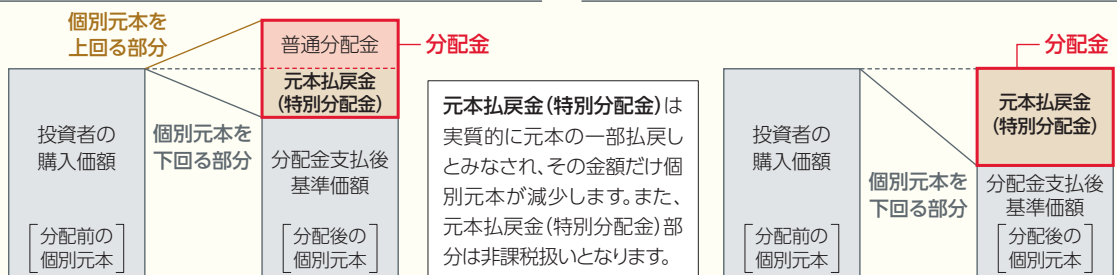 個別元本を
上回る部分
普通分配金
分配金
元本払戻金
(特別分配金)
投資者の
購入価額
個別元本を
下回る部分
分配金支払後
基準価額
分配前の
個別元本
分配後の
個別元本
元本払戻金(特別分配金)は
実質的に元本の一部払戻し
とみなされ、その金額だけ個
別元本が減少します。また、
元本払戻金(特別分配金)部
分は非課税扱いとなります。
分配金
元本払戻金
(特別分配金)
投資者の
購入価額
個別元本を
下回る部分
分配金支払後
基準価額
分配前の
個別元本
分配後の
個別元本